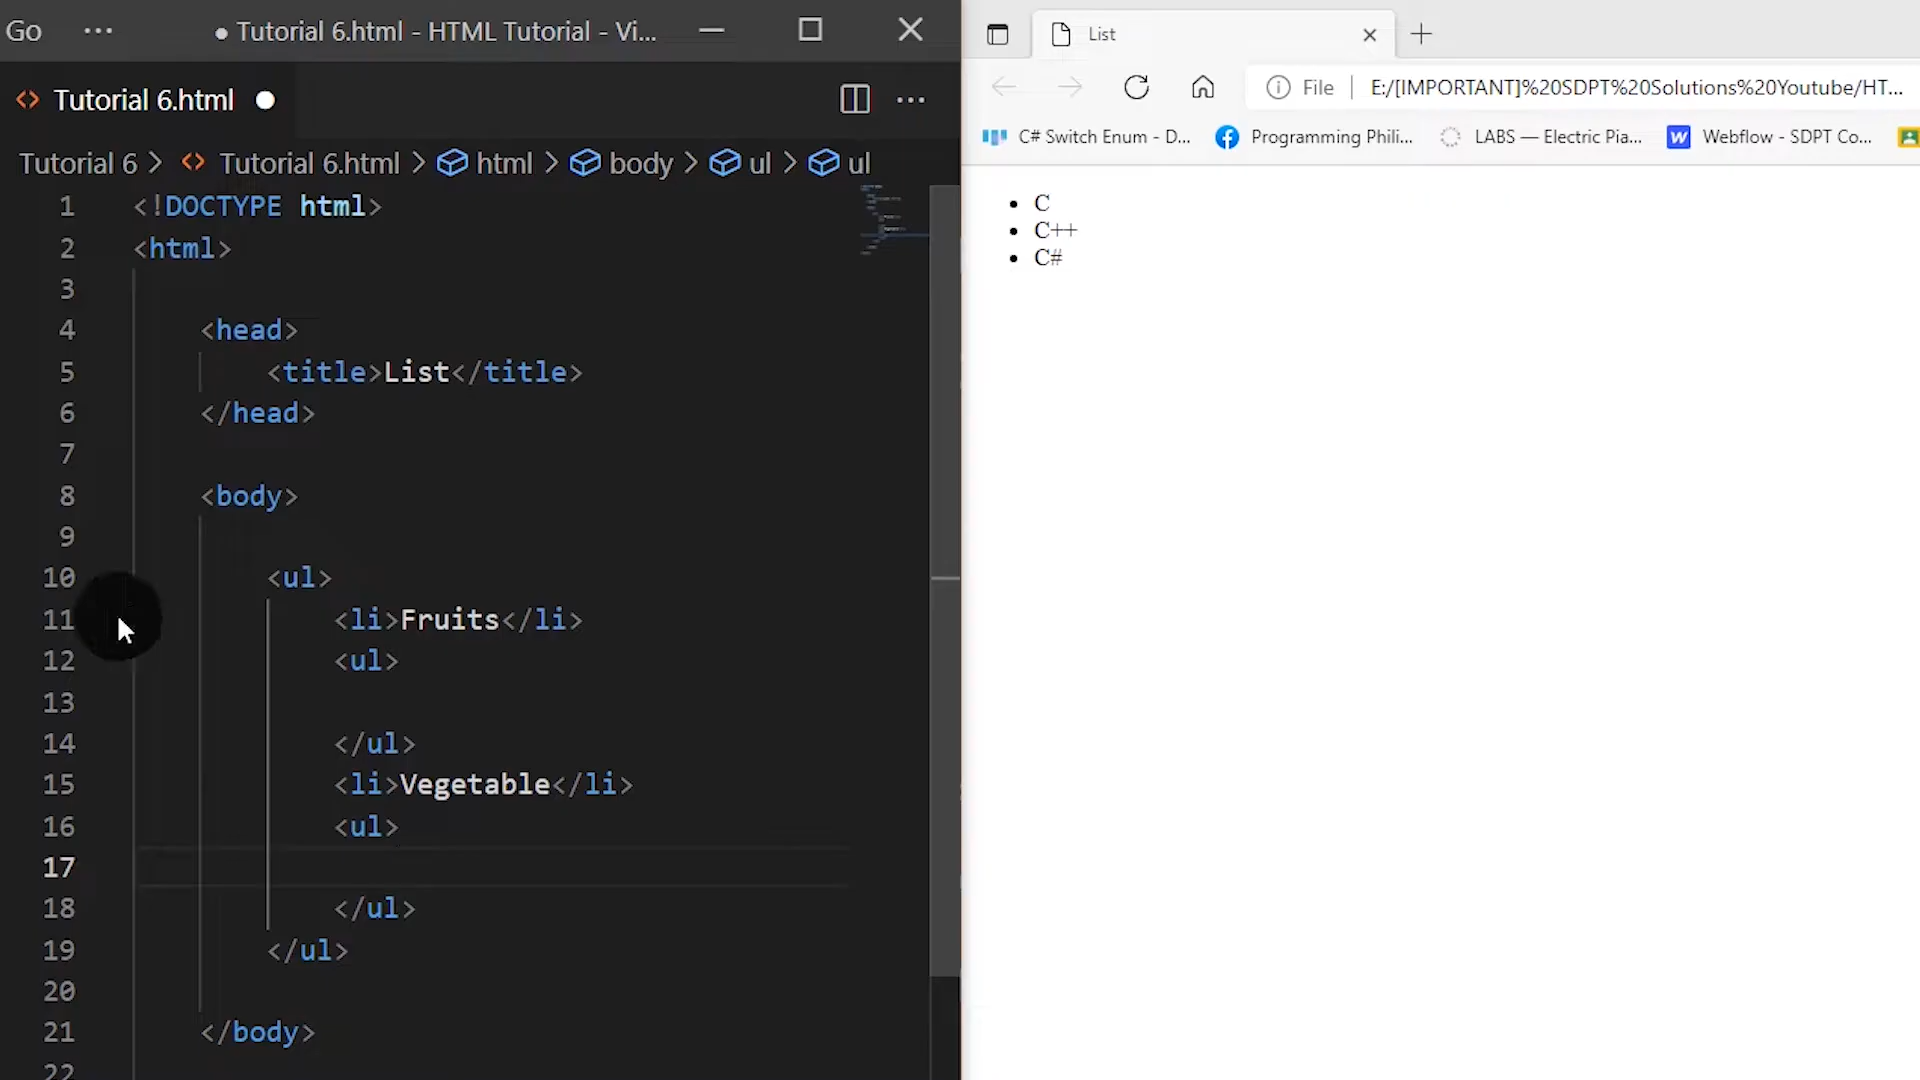 Go ··· ● Tutorial 6.html - HTML Tutorial - Vi...
Tutorial 6.html
Tutorial 6 > Tutorial 6.html > html > body > ul > ul
1 <!DOCTYPE html>
2 <html>
3
4 <head>
5 <title>List</title>
6 </head>
7
8 <body>
9
10 <ul>
11 <li>Fruits</li>
12 <ul>
13
14 </ul>
15 <li>Vegetable</li>
16 <ul>
17
18 </ul>
19 </ul>
20
21 </body>
22
List
File E:/[IMPORTANT]%20SDPT%20Solutions%20Youtube/HT...
C# Switch Enum - D... Programming Phili... LABS — Electric Pia... Webflow - SDPT Co...
• C
• C++
• C#